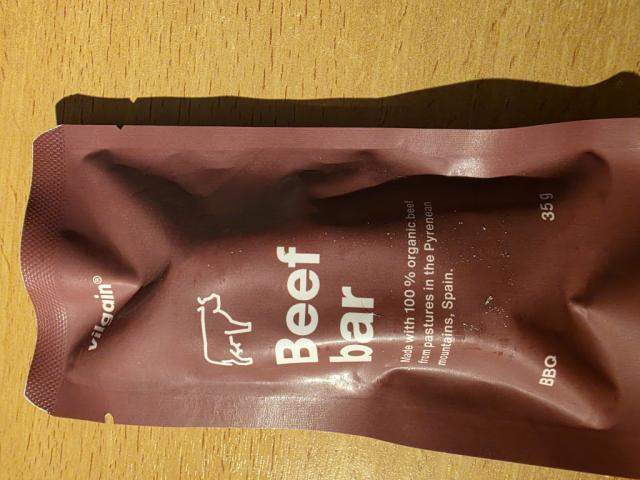 vilgain®
Beef
bar
Made with 100 % organic beef
from pastures in the Pyrenean
mountains, Spain.
BBQ
35 g